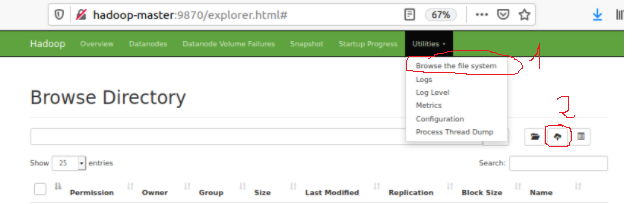 hadoop-master:9870/explorer.html#
67%
Hadoop Overview Datanodes Datanode Volume Failures Snapshot Startup Progress Utilities
1
Browse the file system
Logs
Log Level
Metrics
Configuration
Process Thread Dump
Browse Directory
2
Show 25 entries
Search:
Permission Owner Group Size Last Modified Replication Block Size Name